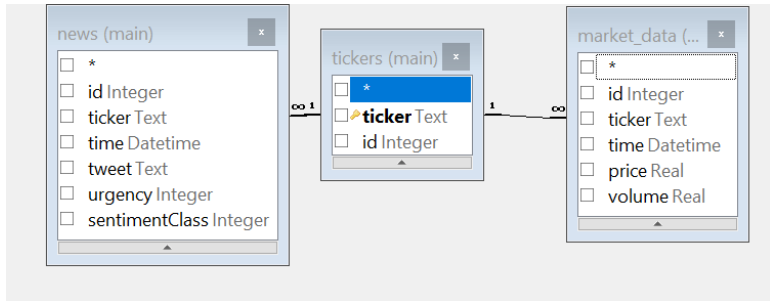 news (main)
x
*
id Integer
ticker Text
time Datetime
tweet Text
urgency Integer
sentimentClass Integer
∞ 1
tickers (main)
x
*
ticker Text
id Integer
1 ∞
market_data (...
x
*
id Integer
ticker Text
time Datetime
price Real
volume Real